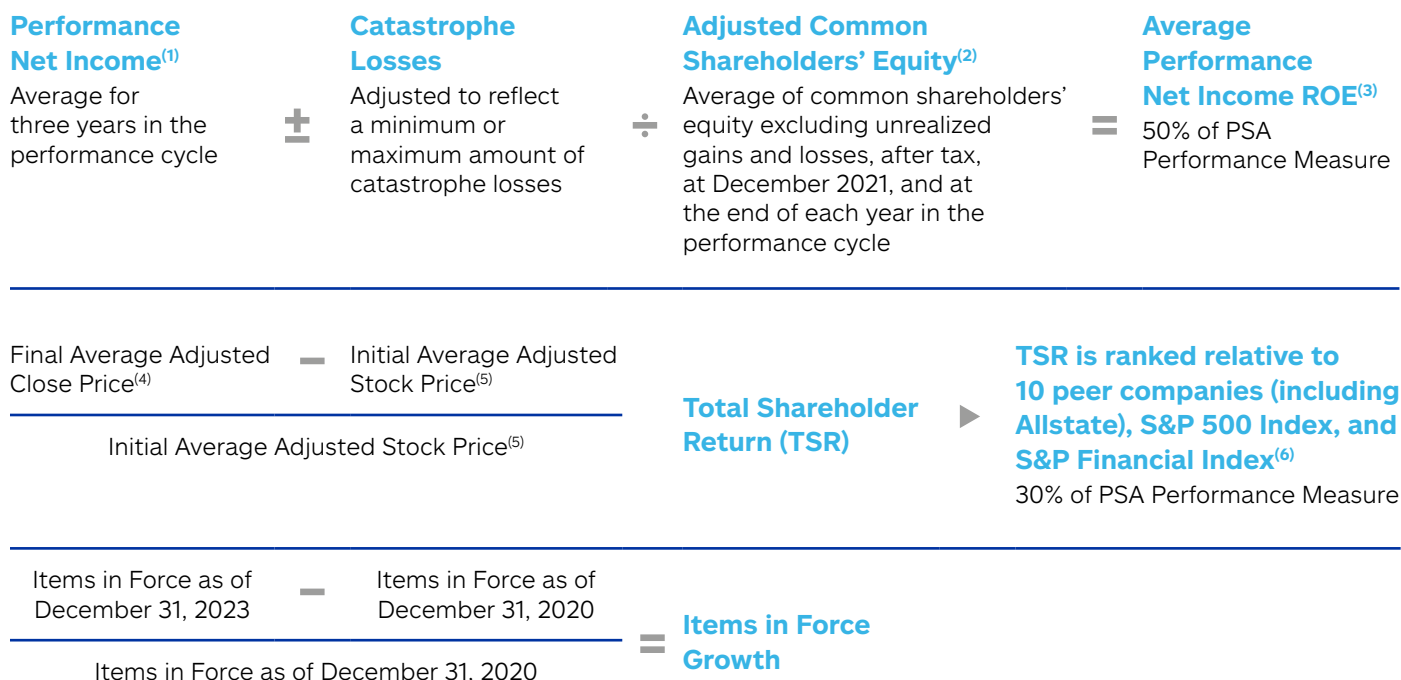 Performance
Net Income(1)
Average for
three years in the
performance cycle
±
Catastrophe
Losses
Adjusted to reflect
a minimum or
maximum amount of
catastrophe losses
÷
Adjusted Common
Shareholders’ Equity(2)
Average of common shareholders’
equity excluding unrealized
gains and losses, after tax,
at December 2021, and at
the end of each year in the
performance cycle
=
Average
Performance
Net Income ROE(3)
50% of PSA
Performance Measure
Final Average Adjusted
Close Price(4)
–
Initial Average Adjusted
Stock Price(5)
Initial Average Adjusted Stock Price(5)
Total Shareholder
Return (TSR)
TSR is ranked relative to
10 peer companies (including
Allstate), S&P 500 Index, and
S&P Financial Index(6)
30% of PSA Performance Measure
Items in Force as of
December 31, 2023
–
Items in Force as of
December 31, 2020
Items in Force as of December 31, 2020
=
Items in Force
Growth